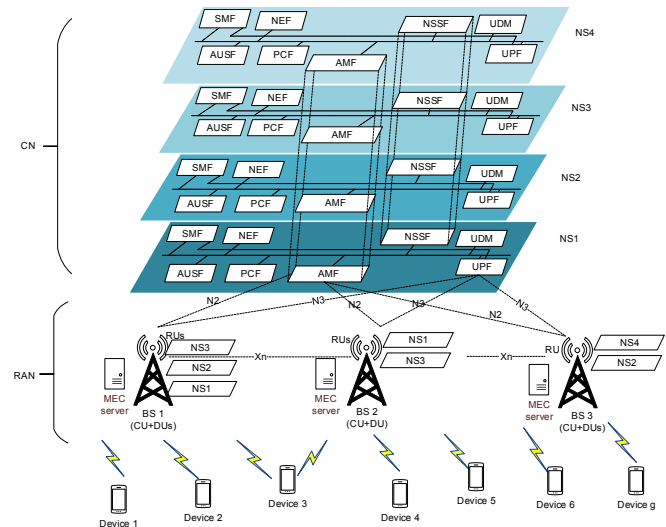 SMF NEF NSSF UDM NS4
AUSF PCF AMF UPF
SMF NEF NSSF UDM NS3
AUSF PCF AMF UPF
CN
SMF NEF NSSF UDM NS2
AUSF PCF AMF UPF
SMF NEF NSSF UDM NS1
AUSF PCF AMF UPF
N2 N3 N2 N3 N3
N2
RAN
RUs NS3 NS2 NS1
MEC server
BS 1
(CU+DUs)
Xn
RUs NS1 NS3
MEC server
BS 2
(CU+DU)
Xn
RU NS4 NS2
MEC server
BS 3
(CU+DUs)
Device 1 Device 2 Device 3 Device 4 Device 5 Device 6 Device g